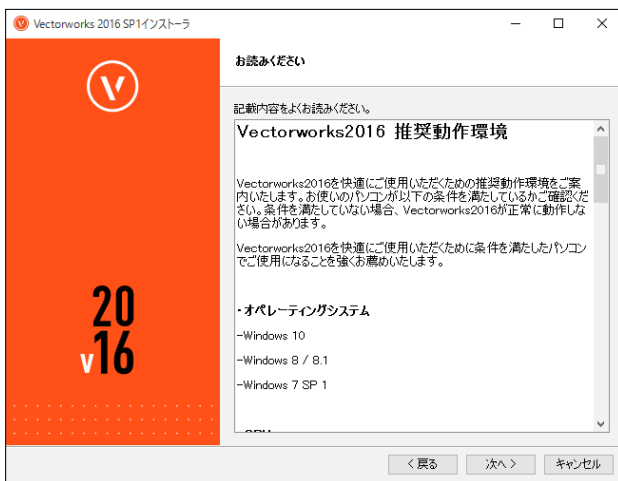 Vectorworks 2016 SP1インストーラ
お読みください
記載内容をよくお読みください。
Vectorworks2016 推奨動作環境
Vectorworks2016を快適にご使用いただくための推奨動作環境をご案
内いたします。お使いのパソコンが以下の条件を満たしているかご確認くだ
さい。条件を満たしていない場合、Vectorworks2016が正常に動作しな
い場合があります。
Vectorworks2016を快適にご使用いただくために条件を満たしたパソコン
でご使用になることを強くお薦めいたします。
・オペレーティングシステム
-Windows 10
-Windows 8 / 8.1
-Windows 7 SP 1
20
v16
< 戻る
次へ >
キャンセル